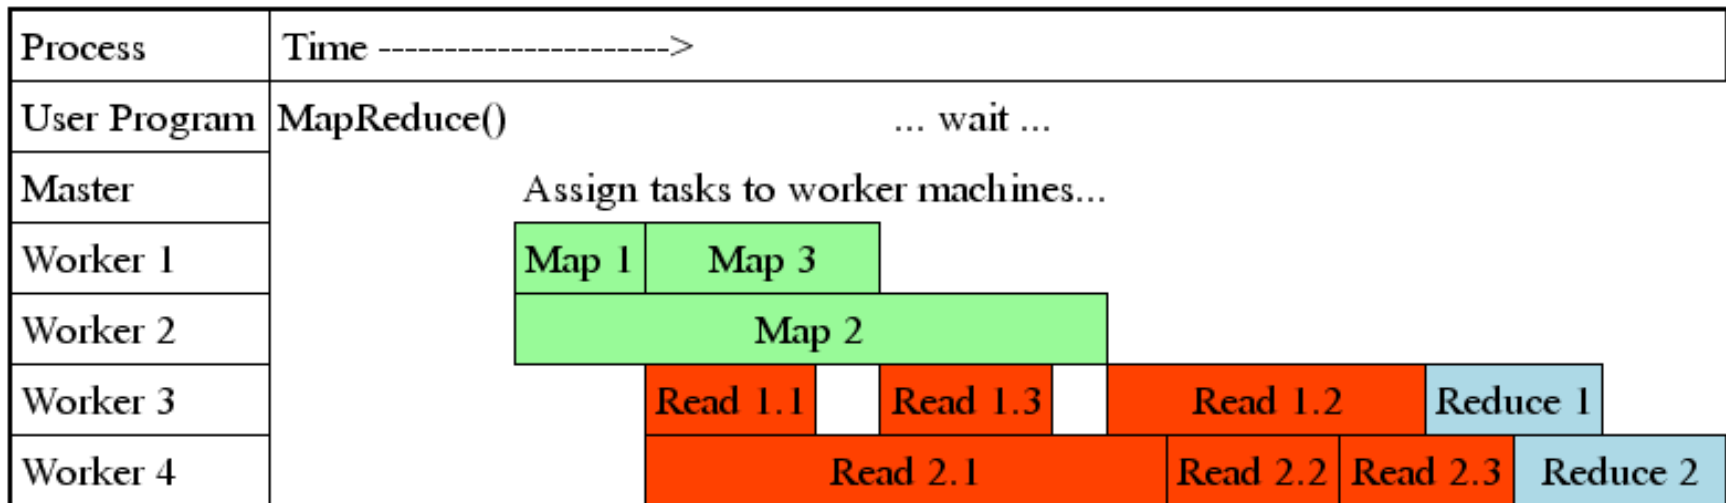 Process Time --------------------->
User Program MapReduce() ... wait ...
Master Assign tasks to worker machines...
Worker 1 Map 1 Map 3
Worker 2 Map 2
Worker 3 Read 1.1 Read 1.3 Read 1.2 Reduce 1
Worker 4 Read 2.1 Read 2.2 Read 2.3 Reduce 2